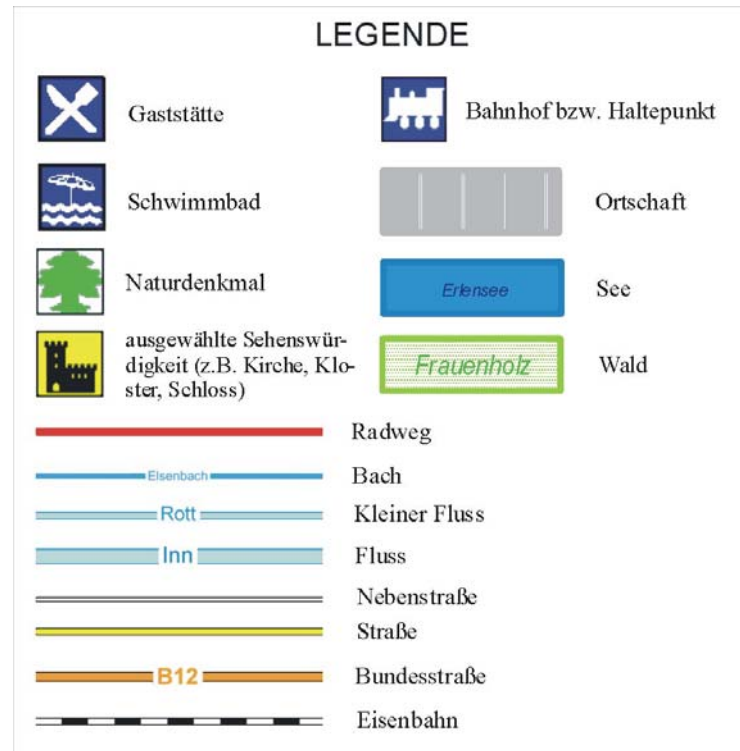 LEGENDE
Gaststätte
Bahnhof bzw. Haltepunkt
Schwimmbad
Ortschaft
Naturdenkmal
Erlensee
See
ausgewählte Sehenswür-
digkeit (z.B. Kirche, Klo-
ster, Schloss)
Frauenholz
Wald
Radweg
Elsenbach
Bach
Rott
Kleiner Fluss
Inn
Fluss
Nebenstraße
Straße
B12
Bundesstraße
Eisenbahn